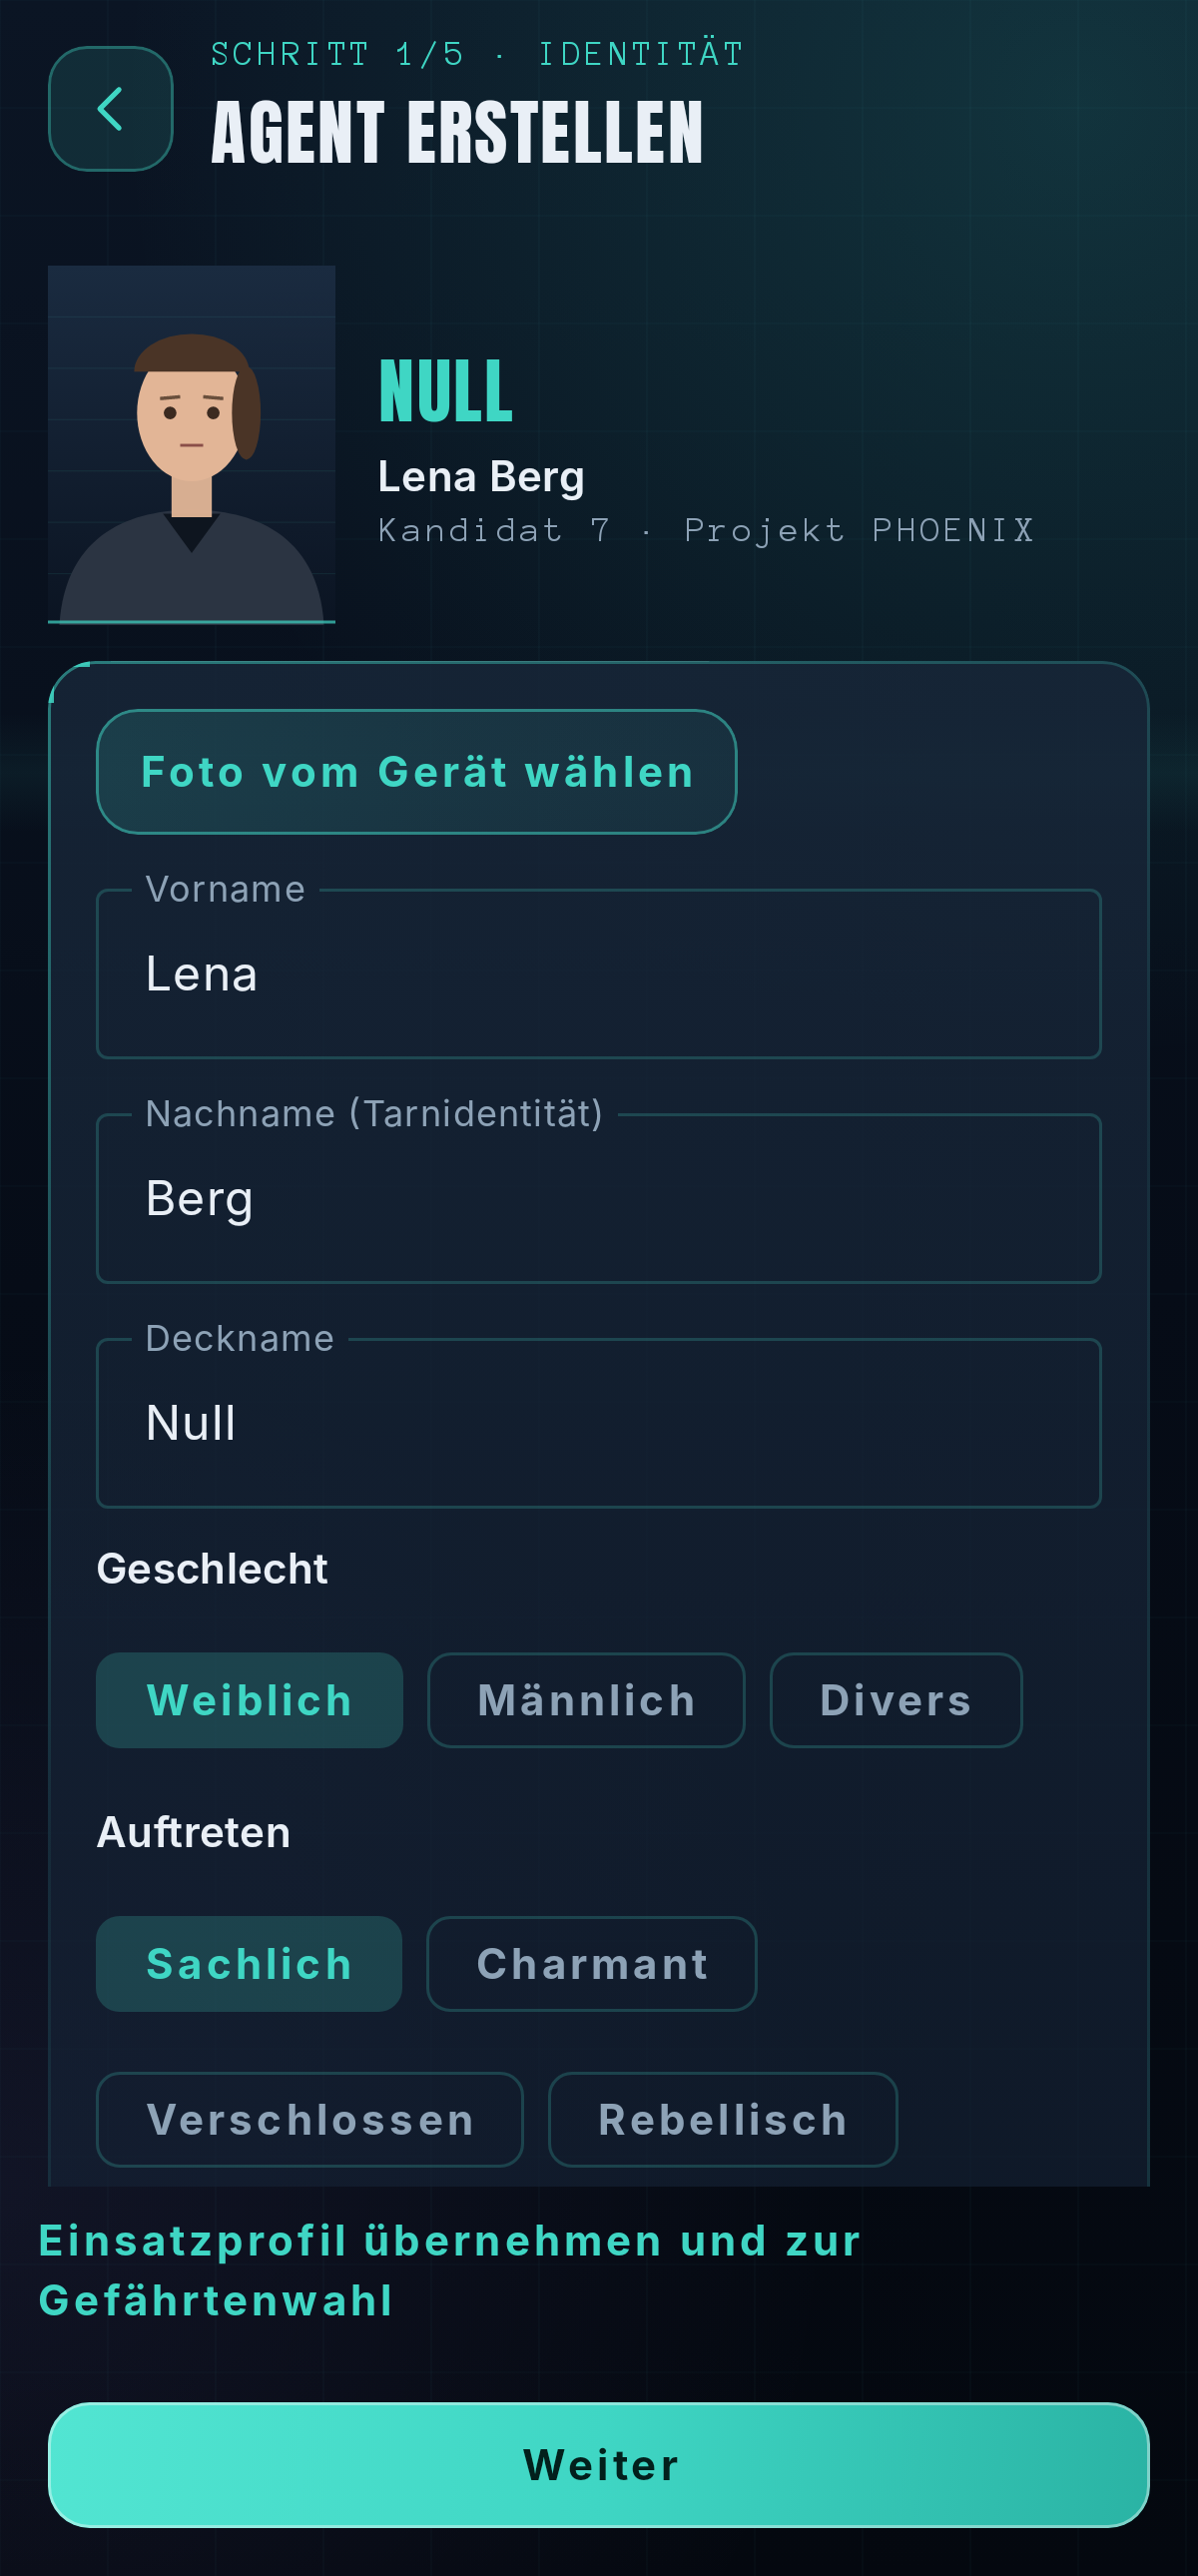 SCHRITT 1/5 · IDENTITÄT
AGENT ERSTELLEN
NULL
Lena Berg
Kandidat 7 · Projekt PHOENIX
Foto vom Gerät wählen
Vorname
Lena
Nachname (Tarnidentität)
Berg
Deckname
Null
Geschlecht
Weiblich Männlich Divers
Auftreten
Sachlich Charmant
Verschlossen Rebellisch
Einsatzprofil übernehmen und zur
Gefährtenwahl
Weiter